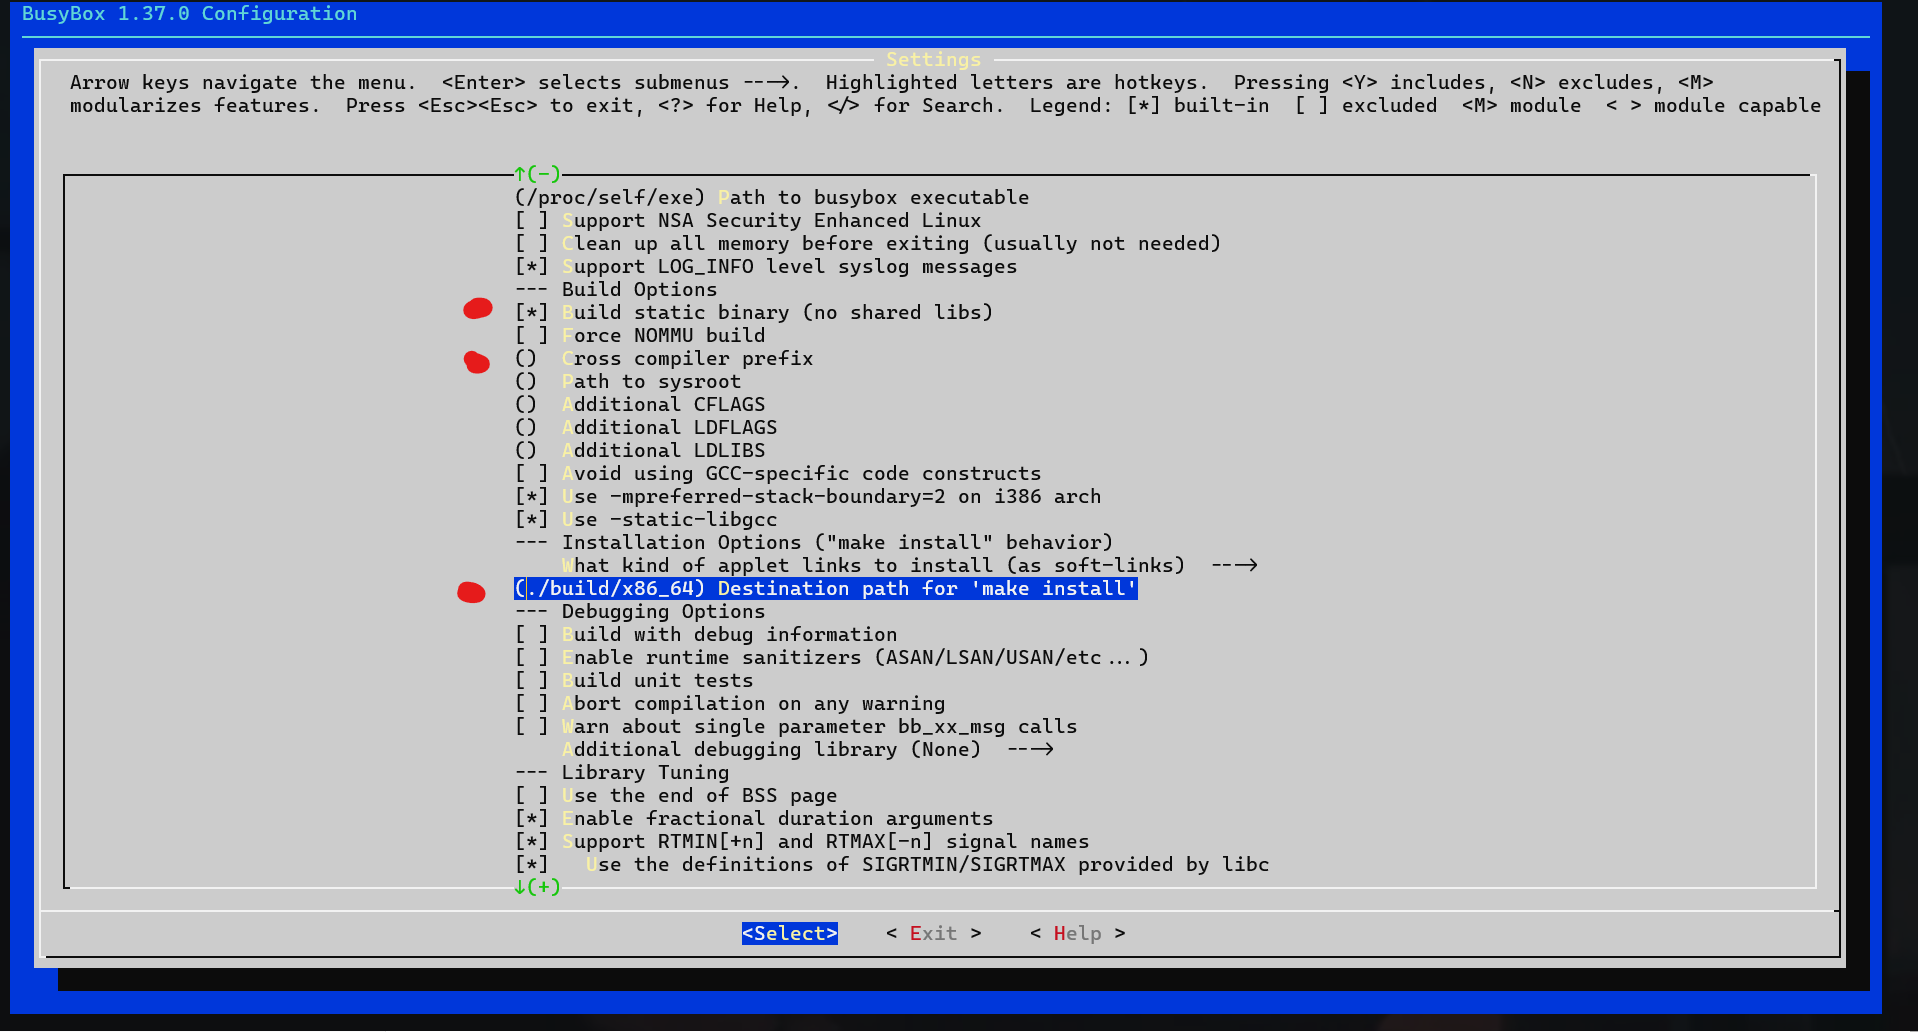 BusyBox 1.37.0 Configuration
Settings
Arrow keys navigate the menu.  <Enter> selects submenus --->.  Highlighted letters are hotkeys.  Pressing <Y> includes, <N> excludes, <M>
modularizes features.  Press <Esc><Esc> to exit, <?> for Help, </> for Search.  Legend: [*] built-in  [ ] excluded  <M> module  < > module capable
↑(-)
(/proc/self/exe) Path to busybox executable
[ ] Support NSA Security Enhanced Linux
[ ] Clean up all memory before exiting (usually not needed)
[*] Support LOG_INFO level syslog messages
--- Build Options
[*] Build static binary (no shared libs)
[ ] Force NOMMU build
()  Cross compiler prefix
()  Path to sysroot
()  Additional CFLAGS
()  Additional LDFLAGS
()  Additional LDLIBS
[ ] Avoid using GCC-specific code constructs
[*] Use -mpreferred-stack-boundary=2 on i386 arch
[*] Use -static-libgcc
--- Installation Options ("make install" behavior)
What kind of applet links to install (as soft-links)  --->
(./build/x86_64) Destination path for 'make install'
--- Debugging Options
[ ] Build with debug information
[ ] Enable runtime sanitizers (ASAN/LSAN/USAN/etc...)
[ ] Build unit tests
[ ] Abort compilation on any warning
[ ] Warn about single parameter bb_xx_msg calls
Additional debugging library (None)  --->
--- Library Tuning
[ ] Use the end of BSS page
[*] Enable fractional duration arguments
[*] Support RTMIN[+n] and RTMAX[-n] signal names
[*]   Use the definitions of SIGRTMIN/SIGRTMAX provided by libc
↓(+)
<Select>    < Exit >    < Help >